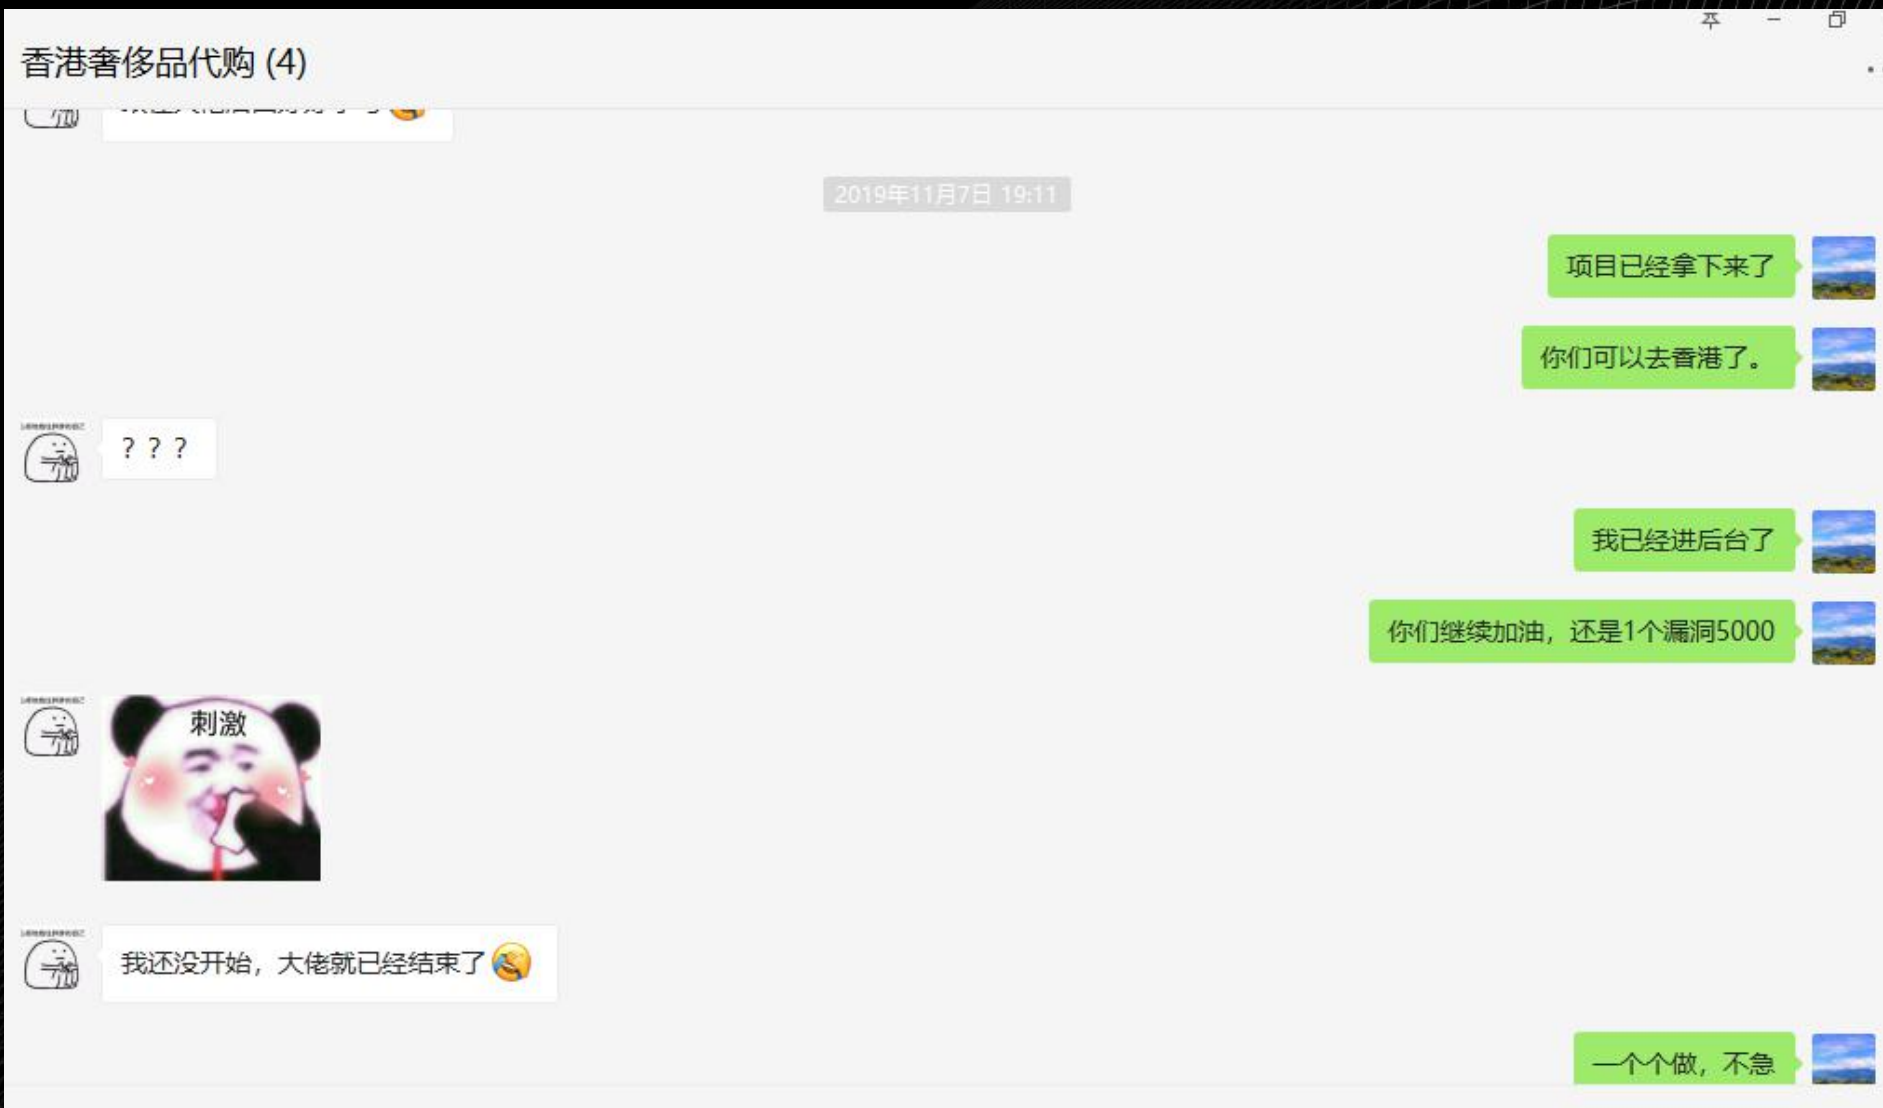 香港奢侈品代购 (4)
2019年11月7日 19:11
项目已经拿下来了
你们可以去香港了。
？？？
我已经进后台了
你们继续加油，还是1个漏洞5000
刺激
我还没开始，大佬就已经结束了
一个个做，不急